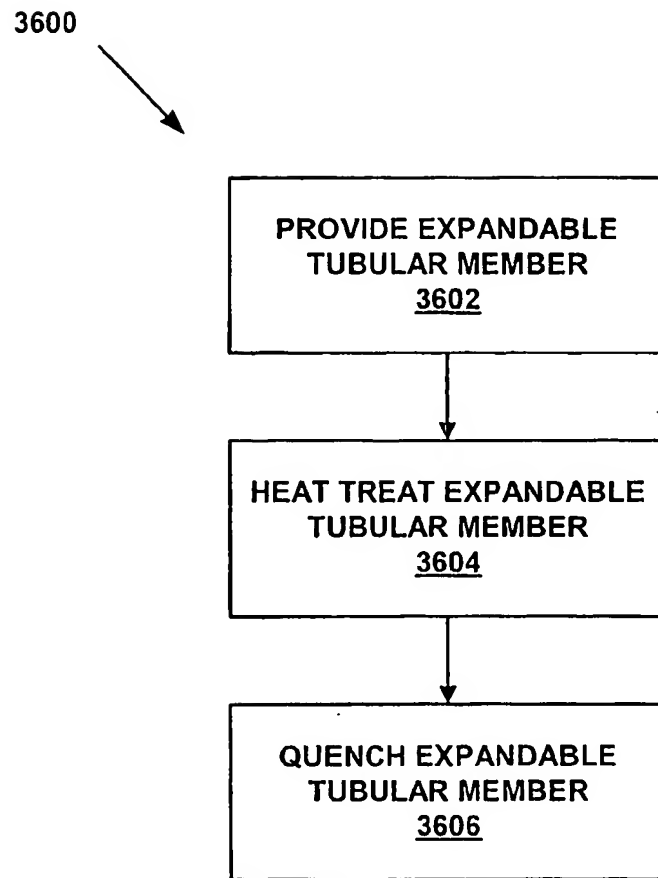 3600
PROVIDE EXPANDABLE
TUBULAR MEMBER
3602
HEAT TREAT EXPANDABLE
TUBULAR MEMBER
3604
QUENCH EXPANDABLE
TUBULAR MEMBER
3606